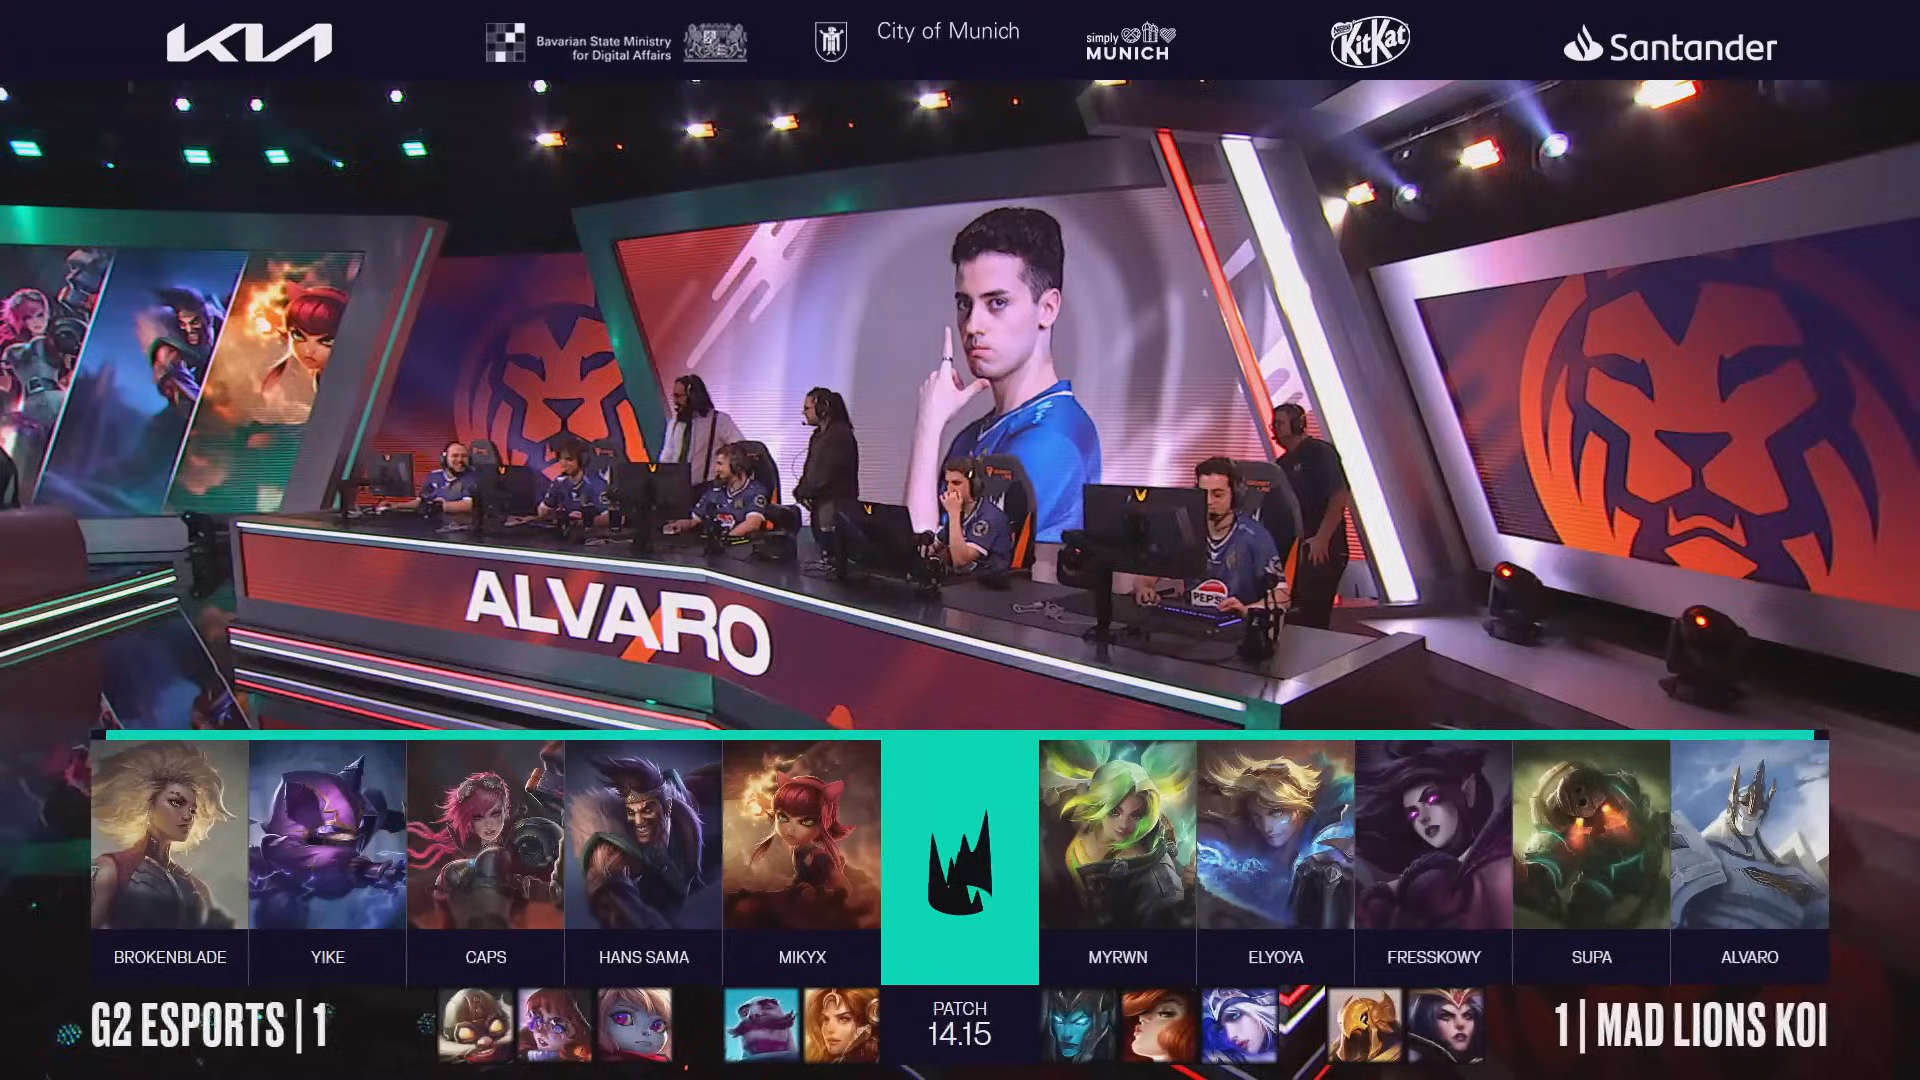 KIA
Bavarian State Ministry
for Digital Affairs
City of Munich
simply
MUNICH
KitKat
Santander
PEPSI
ALVARO
BROKENBLADE
YIKE
CAPS
HANS SAMA
MIKYX
MYRWN
ELYOYA
FRESSKOWY
SUPA
ALVARO
G2 ESPORTS | 1
PATCH
14.15
1 | MAD LIONS KOI